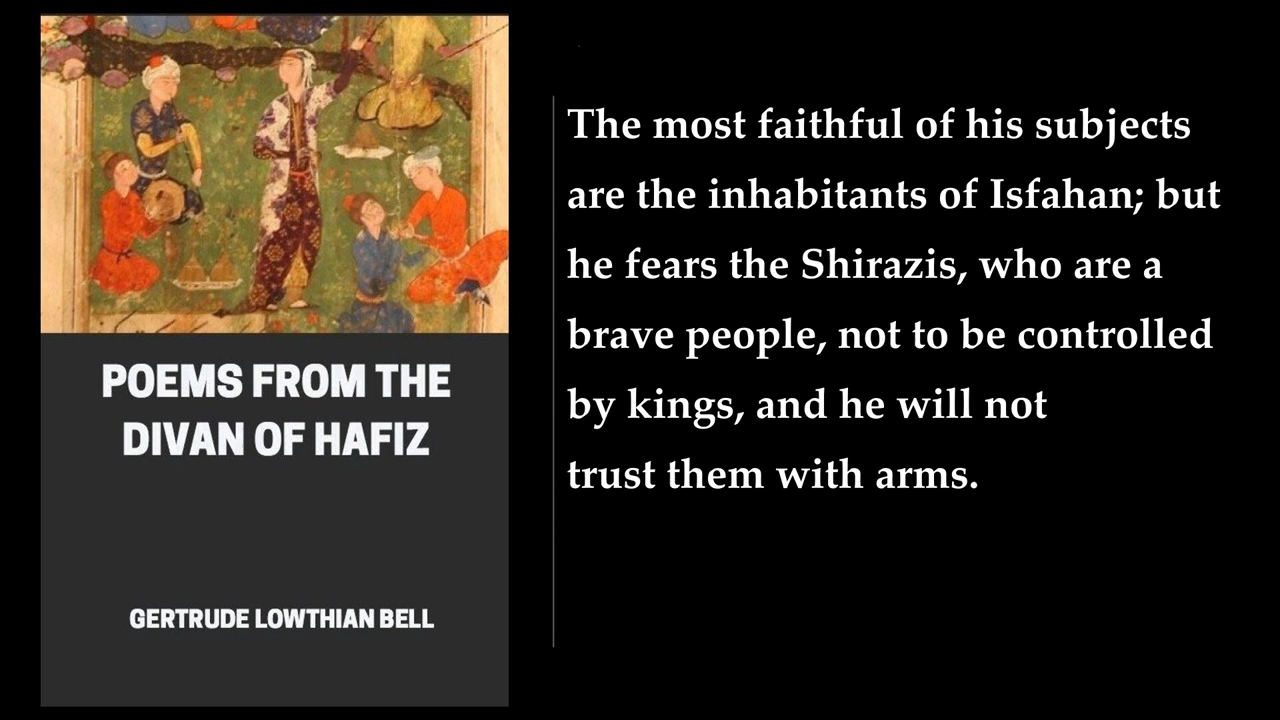 POEMS FROM THE
DIVAN OF HAFIZ
GERTRUDE LOWTHIAN BELL
The most faithful of his subjects
are the inhabitants of Isfahan; but
he fears the Shirazis, who are a
brave people, not to be controlled
by kings, and he will not
trust them with arms.